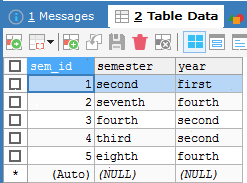 1 Messages 2 Table Data
sem_id semester year
1 second first
2 seventh fourth
3 fourth second
4 third second
5 eighth fourth
* (Auto) (NULL) (NULL)